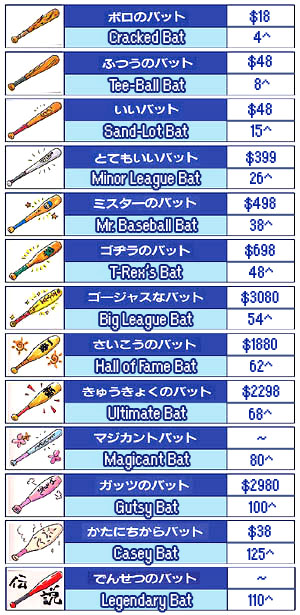 ボロのバット $18
Cracked Bat 4^
ふつうのバット $48
Tee-Ball Bat 8^
いいバット $48
Sand-Lot Bat 15^
とてもいいバット $399
Minor League Bat 26^
ミスターのバット $498
Mr. Baseball Bat 38^
ゴヂラのバット $698
T-Rex's Bat 48^
ゴージャスなバット $3080
Big League Bat 54^
さいこうのバット $1880
Hall of Fame Bat 62^
きゅうきょくのバット $2298
Ultimate Bat 68^
マジカントバット ~
Magicant Bat 80^
ガッツのバット $2980
Gutsy Bat 100^
かたにちからバット $38
Casey Bat 125^
伝説 でんせつのバット ~
Legendary Bat 110^